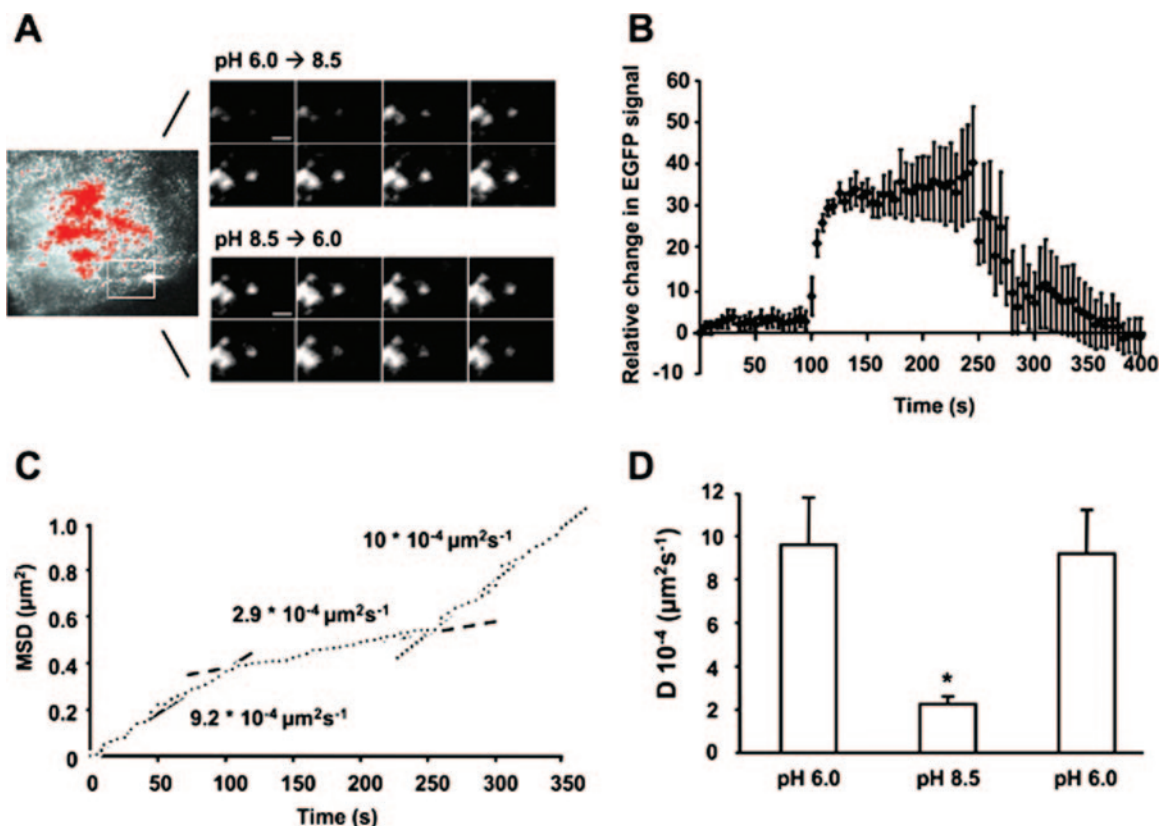 A
pH 6.0 → 8.5
pH 8.5 → 6.0
B
Relative change in EGFP signal
60
50
40
30
20
10
0
-10
50 100 150 200 250 300 350 400
Time (s)
C
MSD (μm²)
1.0
0.8
0.6
0.4
0.2
0
10 * 10⁻⁴ μm²s⁻¹
2.9 * 10⁻⁴ μm²s⁻¹
9.2 * 10⁻⁴ μm²s⁻¹
0 50 100 150 200 250 300 350
Time (s)
D
D 10⁻⁴ (μm²s⁻¹)
12
10
8
6
4
2
0
*
pH 6.0 pH 8.5 pH 6.0